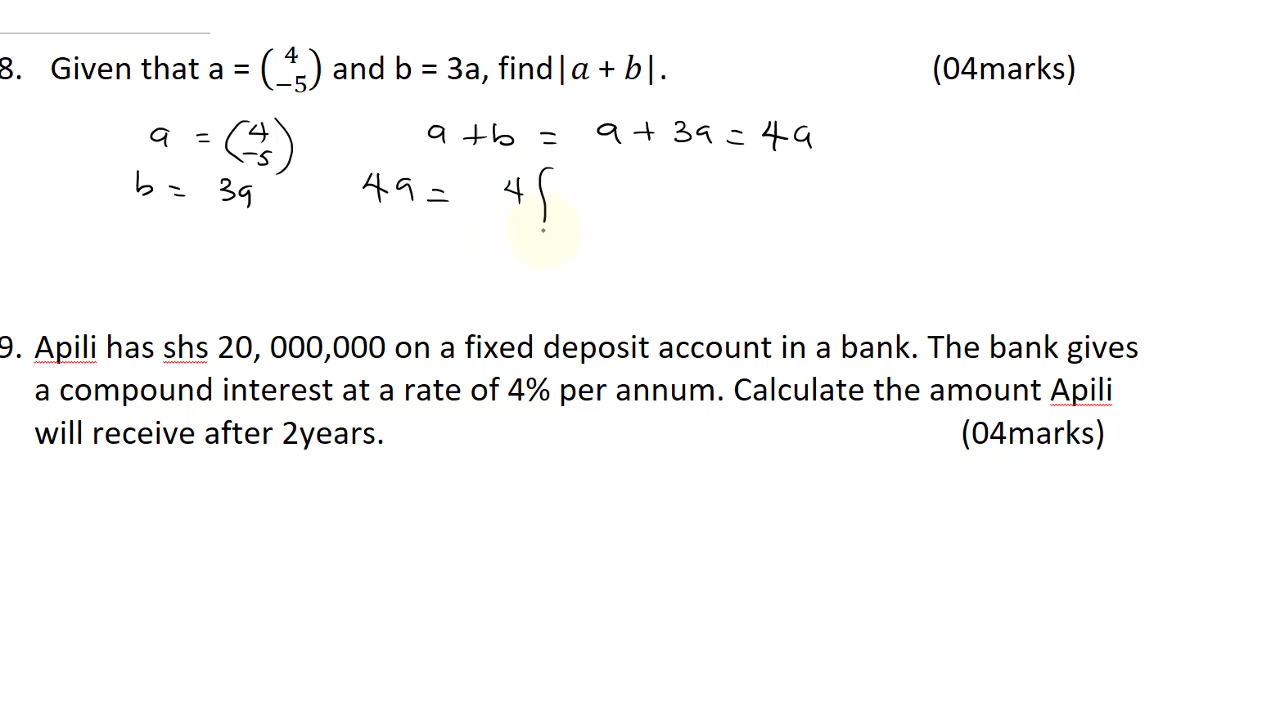 8. Given that a = (4 −5) and b = 3a, find|a + b|. (04marks)
a = (4 −5) a + b = a + 3a = 4a
b = 3a 4a = 4(
9. Apili has shs 20, 000,000 on a fixed deposit account in a bank. The bank gives
a compound interest at a rate of 4% per annum. Calculate the amount Apili
will receive after 2years. (04marks)